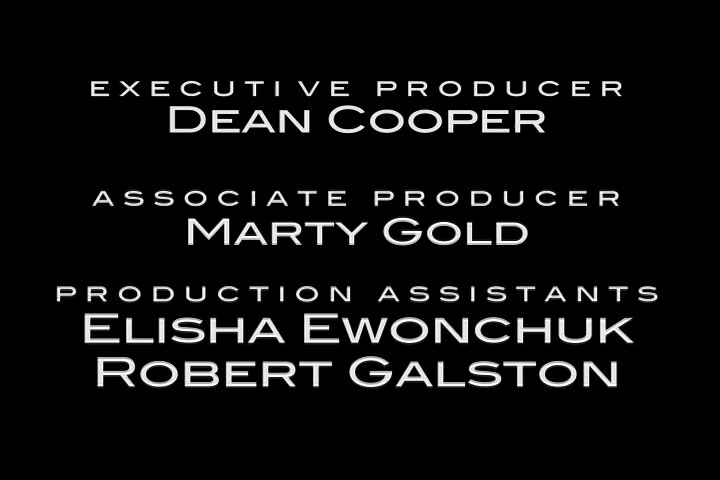 EXECUTIVE PRODUCER
DEAN COOPER
ASSOCIATE PRODUCER
MARTY GOLD
PRODUCTION ASSISTANTS
ELISHA EWONCHUK
ROBERT GALSTON